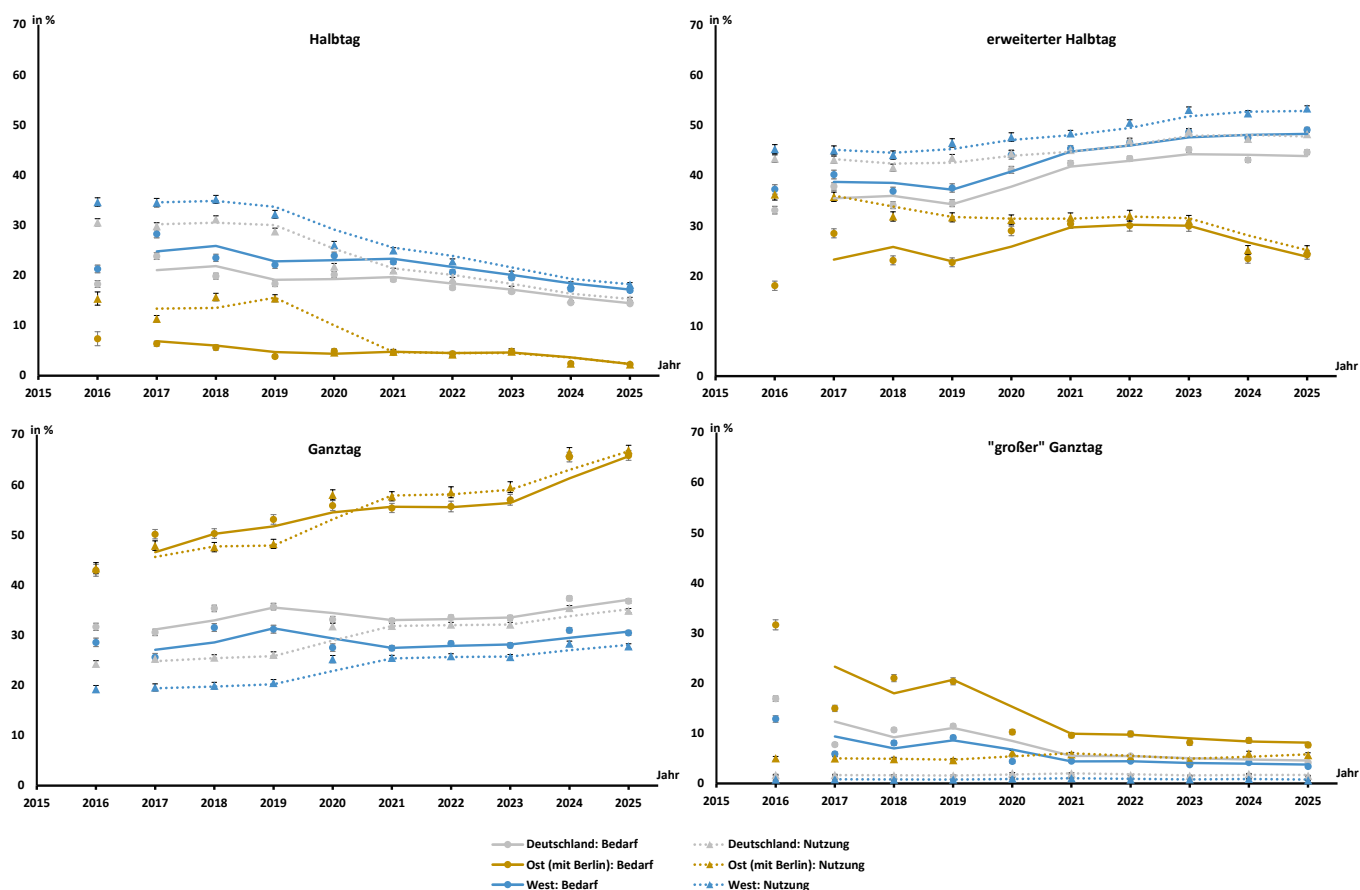 in %
Halbtag
70
60
50
40
30
20
10
0
Jahr
2015 2016 2017 2018 2019 2020 2021 2022 2023 2024 2025
in %
erweiterter Halbtag
70
60
50
40
30
20
10
0
Jahr
2015 2016 2017 2018 2019 2020 2021 2022 2023 2024 2025
in %
Ganztag
70
60
50
40
30
20
10
0
Jahr
2015 2016 2017 2018 2019 2020 2021 2022 2023 2024 2025
in %
"großer" Ganztag
70
60
50
40
30
20
10
0
Jahr
2015 2016 2017 2018 2019 2020 2021 2022 2023 2024 2025
Deutschland: Bedarf Deutschland: Nutzung
Ost (mit Berlin): Bedarf Ost (mit Berlin): Nutzung
West: Bedarf West: Nutzung